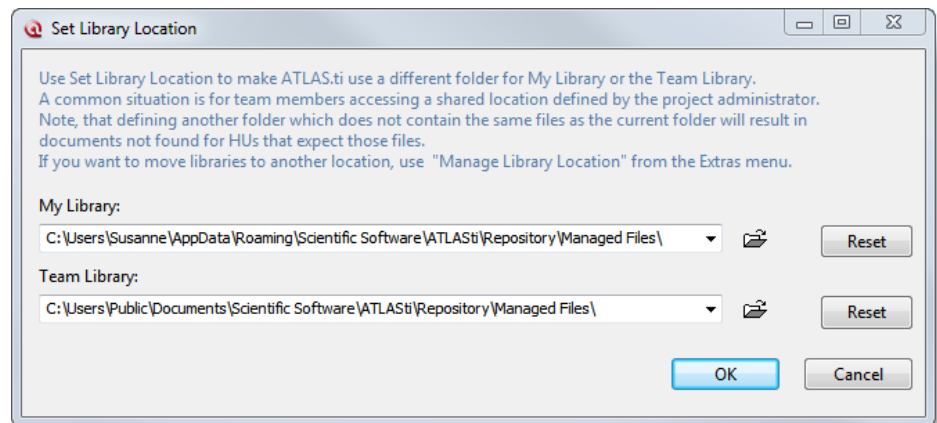 Set Library Location
Use Set Library Location to make ATLAS.ti use a different folder for My Library or the Team Library.
A common situation is for team members accessing a shared location defined by the project administrator.
Note, that defining another folder which does not contain the same files as the current folder will result in
documents not found for HUs that expect those files.
If you want to move libraries to another location, use  "Manage Library Location" from the Extras menu.
My Library:
C:\Users\Susanne\AppData\Roaming\Scientific Software\ATLASti\Repository\Managed Files\
Reset
Team Library:
C:\Users\Public\Documents\Scientific Software\ATLASti\Repository\Managed Files\
Reset
OK
Cancel